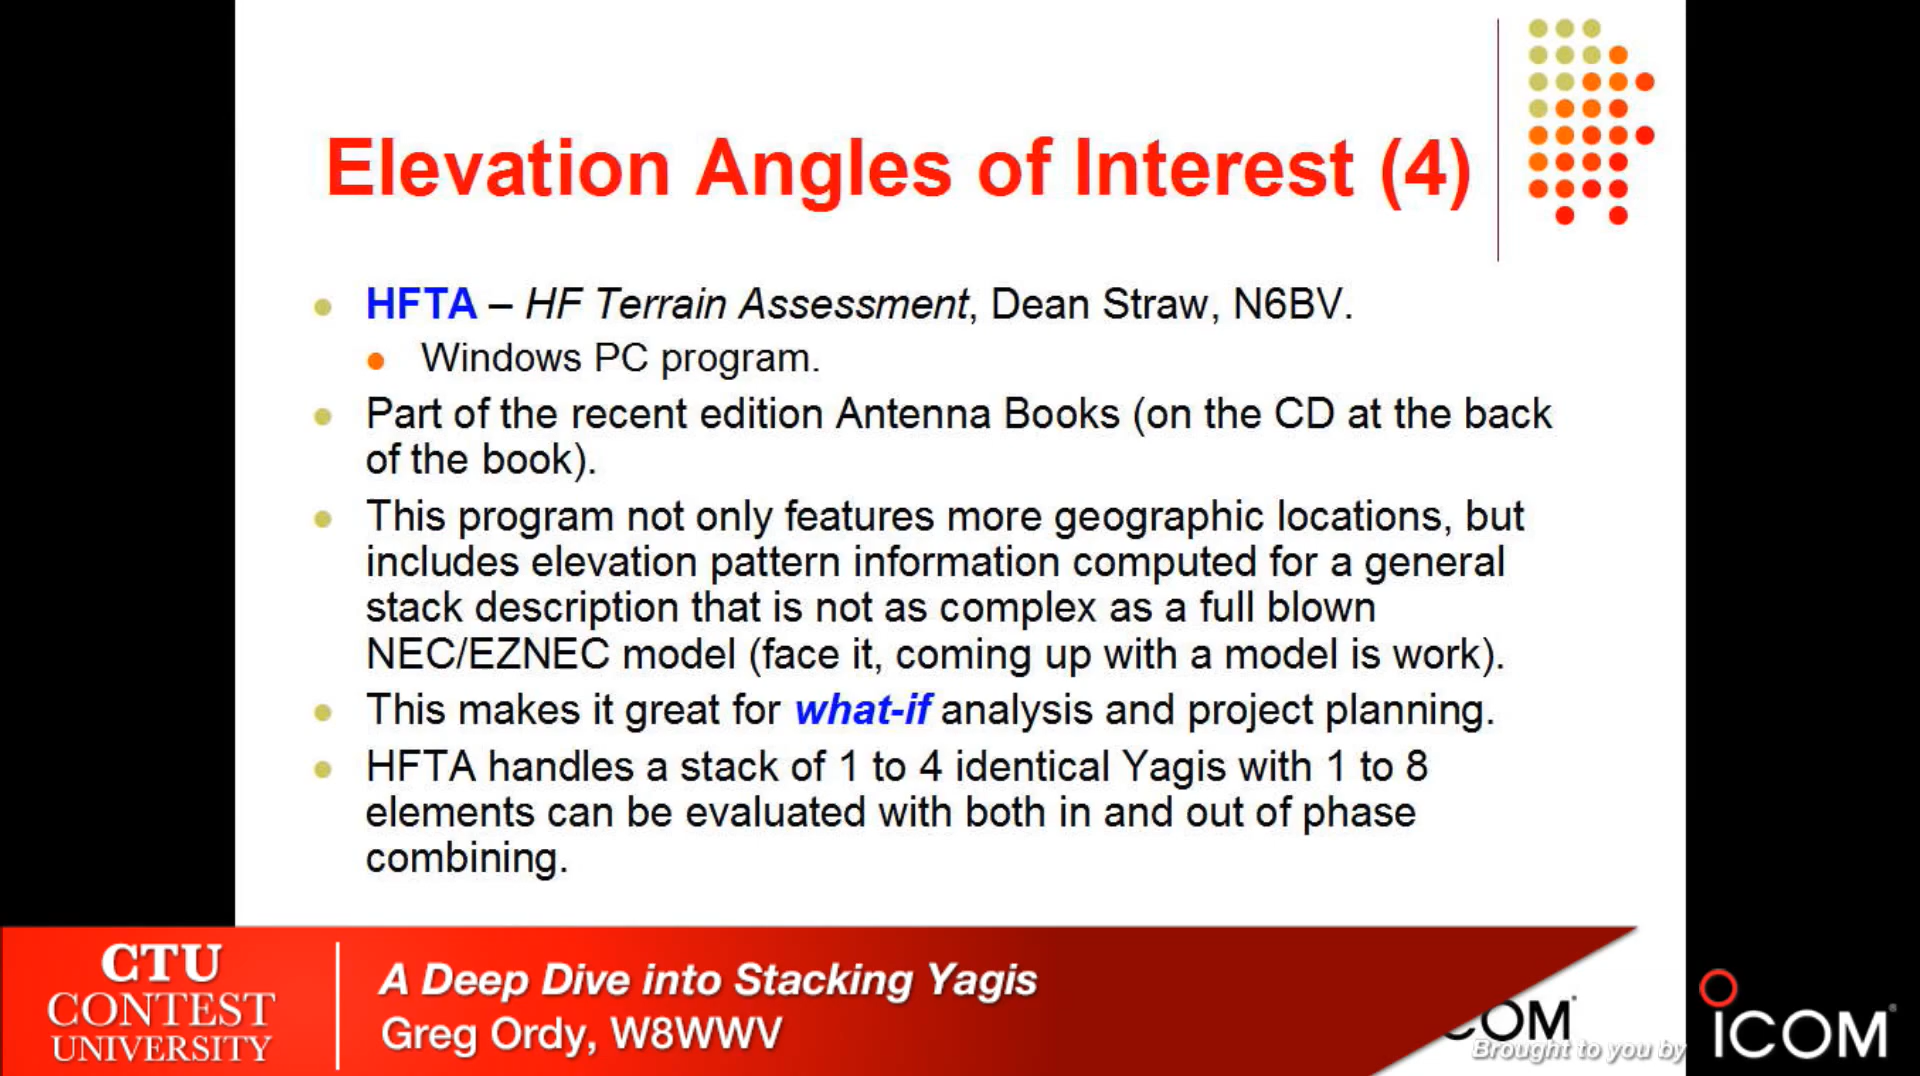 Elevation Angles of Interest (4)
HFTA – HF Terrain Assessment, Dean Straw, N6BV.
Windows PC program.
Part of the recent edition Antenna Books (on the CD at the back
of the book).
This program not only features more geographic locations, but
includes elevation pattern information computed for a general
stack description that is not as complex as a full blown
NEC/EZNEC model (face it, coming up with a model is work).
This makes it great for what-if analysis and project planning.
HFTA handles a stack of 1 to 4 identical Yagis with 1 to 8
elements can be evaluated with both in and out of phase
combining.
CTU
CONTEST
UNIVERSITY
A Deep Dive into Stacking Yagis
Greg Ordy, W8WWV
COM
Brought to you by
ICOM